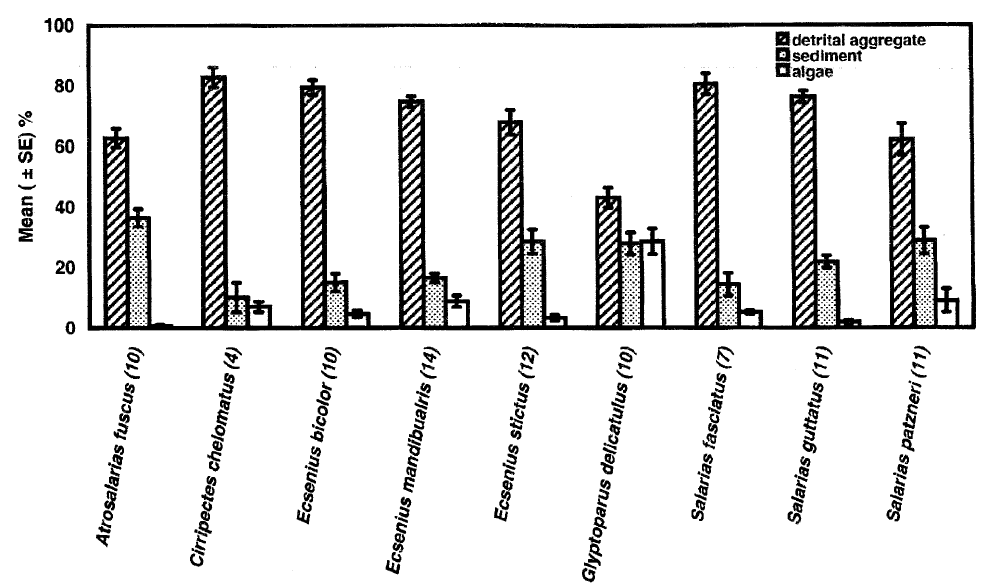 100
80
60
40
20
0
Mean ( ± SE) %
detrital aggregate
sediment
algae
Atrosalarias fuscus (10)
Cirripectes chelomatus (4)
Ecsenius bicolor (10)
Ecsenius mandibualris (14)
Ecsenius stictus (12)
Glyptoparus delicatulus (10)
Salarias fasciatus (7)
Salarias guttatus (11)
Salarias patzneri (11)